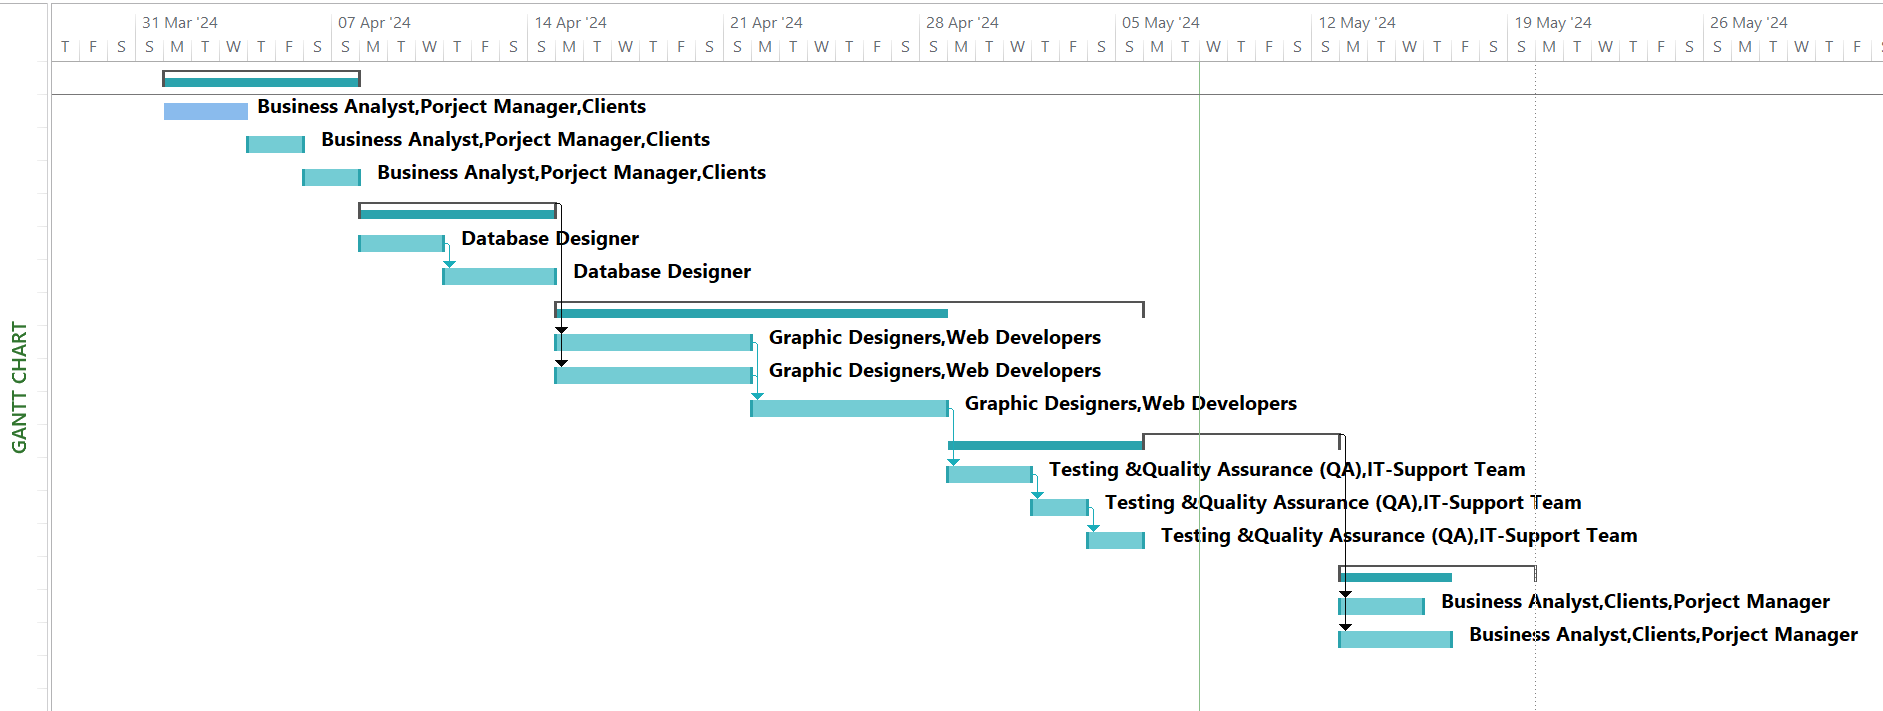 31 Mar '24 07 Apr '24 14 Apr '24 21 Apr '24 28 Apr '24 05 May '24 12 May '24 19 May '24 26 May '24
T F S S M T W T F S S M T W T F S S M T W T F S S M T W T F S S M T W T F S S M T W T F S S M T W T F S S M T W T F S S M T W T F
Business Analyst,Porject Manager,Clients
Business Analyst,Porject Manager,Clients
Business Analyst,Porject Manager,Clients
Database Designer
Database Designer
Graphic Designers,Web Developers
Graphic Designers,Web Developers
Graphic Designers,Web Developers
Testing &Quality Assurance (QA),IT-Support Team
Testing &Quality Assurance (QA),IT-Support Team
Testing &Quality Assurance (QA),IT-Support Team
Business Analyst,Clients,Porject Manager
Business Analyst,Clients,Porject Manager
GANTT CHART